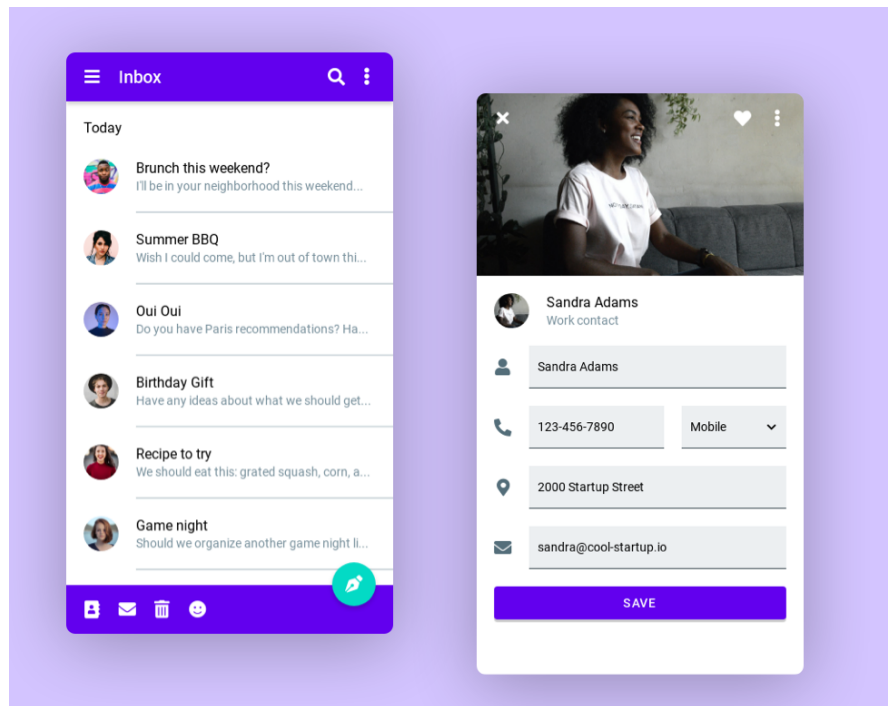 Inbox
Today
Brunch this weekend?
I'll be in your neighborhood this weekend...
Summer BBQ
Wish I could come, but I'm out of town thi...
Oui Oui
Do you have Paris recommendations? Ha...
Birthday Gift
Have any ideas about what we should get...
Recipe to try
We should eat this: grated squash, corn, a...
Game night
Should we organize another game night li...
Sandra Adams
Work contact
Sandra Adams
123-456-7890
Mobile
2000 Startup Street
sandra@cool-startup.io
SAVE